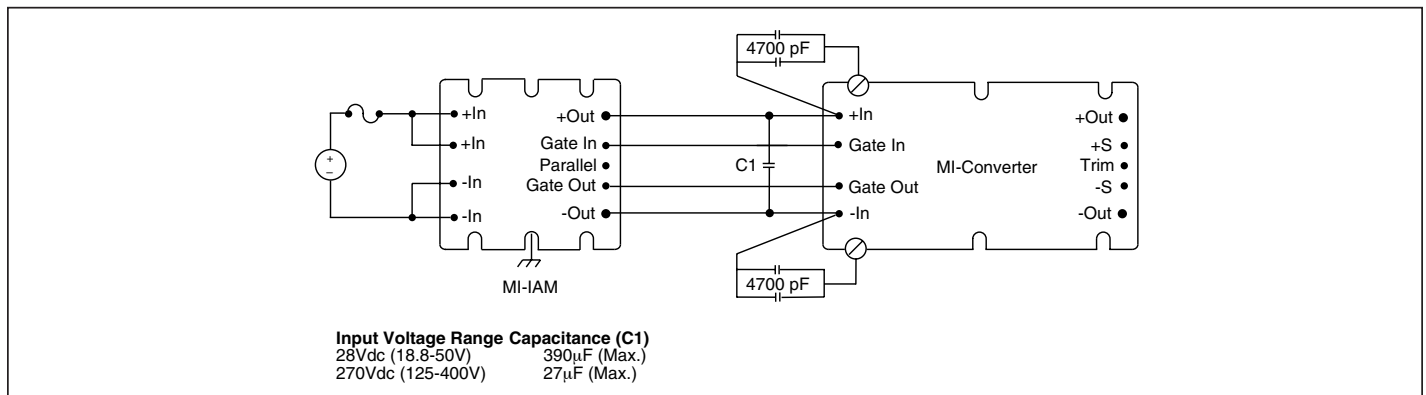 4700 pF
+In
+In
-In
-In
+Out
Gate In
Parallel
Gate Out
-Out
MI-IAM
C1
+In
Gate In
Gate Out
-In
MI-Converter
+Out
+S
Trim
-S
-Out
4700 pF
+
–
Input Voltage Range Capacitance (C1)
28Vdc (18.8-50V) 390μF (Max.)
270Vdc (125-400V) 27μF (Max.)